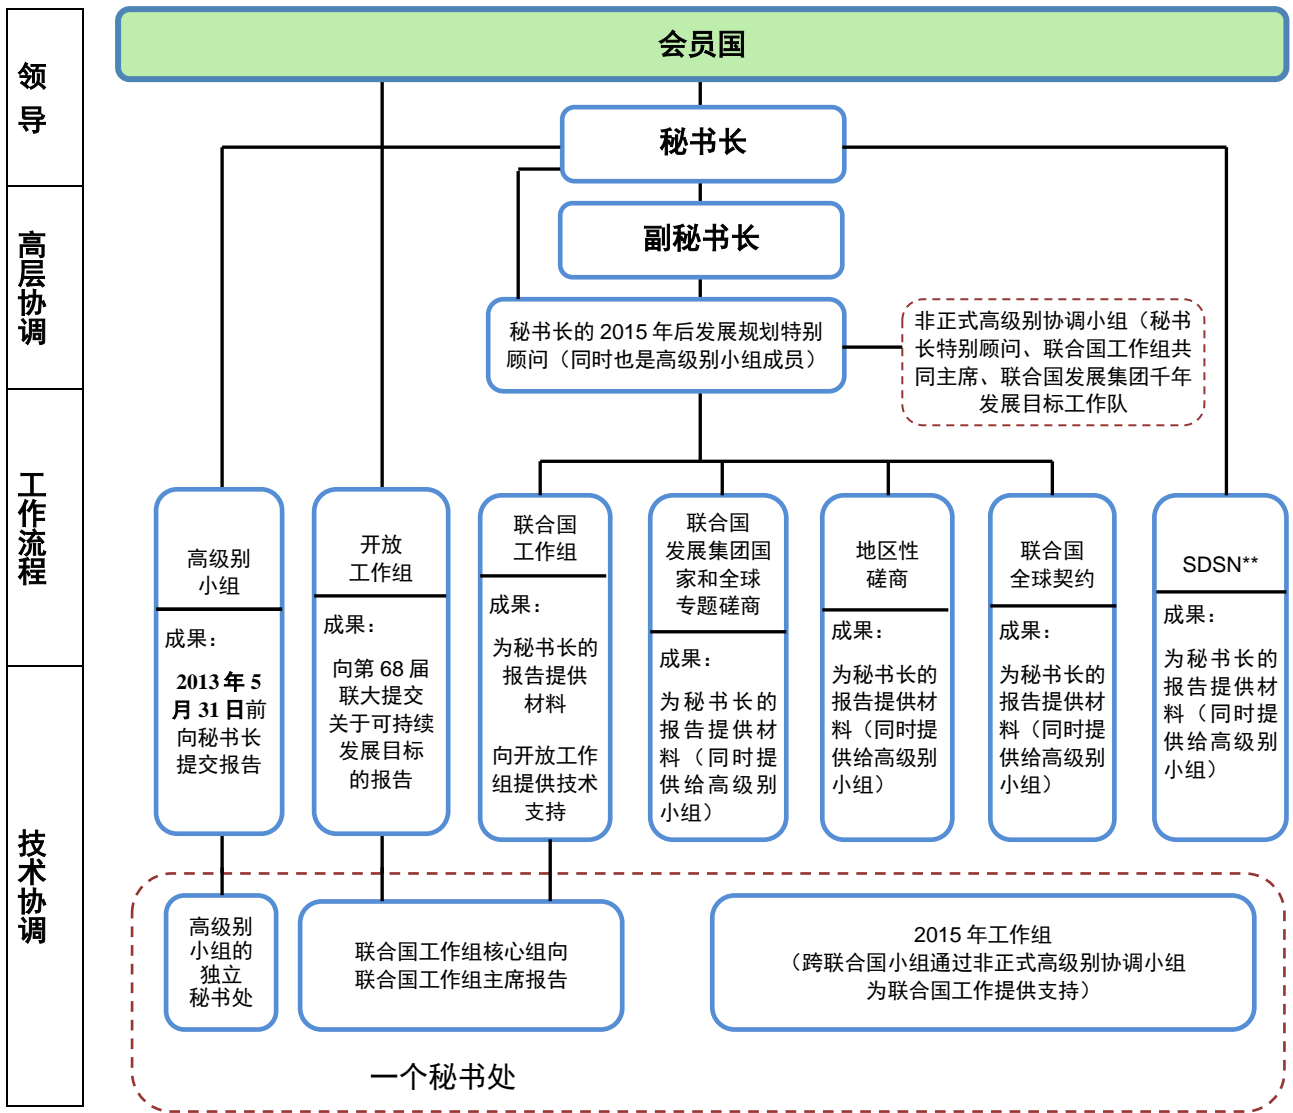 领
导
高
层
协
调
工
作
流
程
技
术
协
调
会员国
秘书长
副秘书长
秘书长的 2015 年后发展规划特别
顾问（同时也是高级别小组成员）
非正式高级别协调小组（秘书
长特别顾问、联合国工作组共
同主席、联合国发展集团千年
发展目标工作队
高级别
小组
成果：
2013 年 5
月 31 日前
向秘书长
提交报告
开放
工作组
成果：
向第 68 届
联大提交
关于可持续
发展目标
的报告
联合国
工作组
成果：
为秘书长的
报告提供
材料
向开放工作
组提供技术
支持
联合国
发展集团国
家和全球
专题磋商
成果：
为秘书长的
报告提供材
料（同时提
供给高级别
小组）
地区性
磋商
成果：
为秘书长的
报告提供材
料（同时提
供给高级别
小组）
联合国
全球契约
成果：
为秘书长的
报告提供材
料（同时提
供给高级别
小组）
SDSN**
成果：
为秘书长的
报告提供材
料（同时提
供给高级别
小组）
高级别
小组的
独立
秘书处
联合国工作组核心组向
联合国工作组主席报告
2015 年工作组
（跨联合国小组通过非正式高级别协调小组
为联合国工作提供支持）
一个秘书处